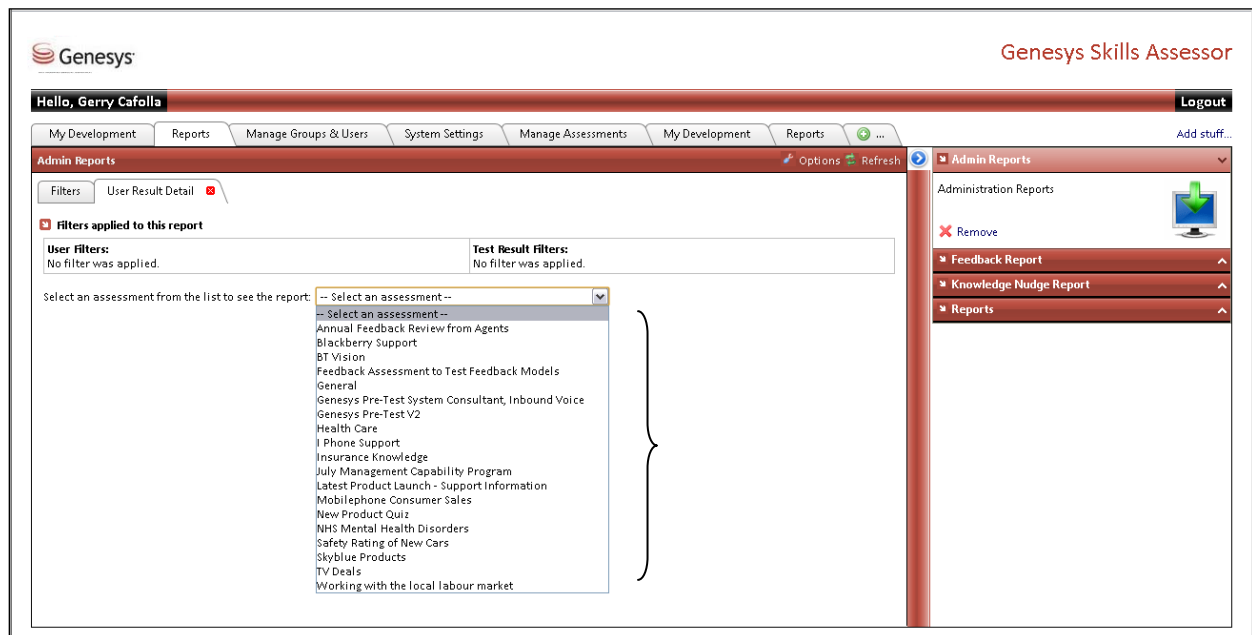 Genesys
Genesys Skills Assessor
Hello, Gerry Cafolla
Logout
My Development
Reports
Manage Groups & Users
System Settings
Manage Assessments
My Development
Reports
...
Add stuff...
Admin Reports
Options
Refresh
Filters
User Result Detail
Filters applied to this report
User Filters:
No filter was applied.
Test Result Filters:
No filter was applied.
Select an assessment from the list to see the report:
-- Select an assessment --
-- Select an assessment --
Annual Feedback Review from Agents
Blackberry Support
BT Vision
Feedback Assessment to Test Feedback Models
General
Genesys Pre-Test System Consultant, Inbound Voice
Genesys Pre-Test V2
Health Care
I Phone Support
Insurance Knowledge
July Management Capability Program
Latest Product Launch - Support Information
Mobilephone Consumer Sales
New Product Quiz
NHS Mental Health Disorders
Safety Rating of New Cars
Skyblue Products
TV Deals
Working with the local labour market
Admin Reports
Administration Reports
Remove
Feedback Report
Knowledge Nudge Report
Reports